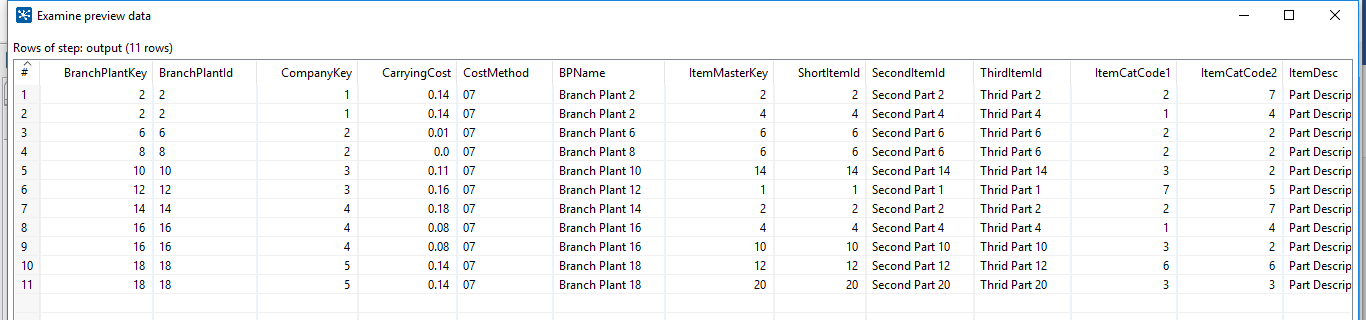 Examine preview data
Rows of step: output (11 rows)
# BranchPlantKey BranchPlantId CompanyKey CarryingCost CostMethod BPName ItemMasterKey ShortItemId SecondItemId ThirdItemId ItemCatCode1 ItemCatCode2 ItemDesc
1 2 2 1 0.14 07 Branch Plant 2 2 2 Second Part 2 Thrid Part 2 2 7 Part Descrip
2 2 2 1 0.14 07 Branch Plant 2 4 4 Second Part 4 Thrid Part 4 1 4 Part Descrip
3 6 6 2 0.01 07 Branch Plant 6 6 6 Second Part 6 Thrid Part 6 2 2 Part Descrip
4 8 8 2 0.0 07 Branch Plant 8 6 6 Second Part 6 Thrid Part 6 2 2 Part Descrip
5 10 10 3 0.11 07 Branch Plant 10 14 14 Second Part 14 Thrid Part 14 3 2 Part Descrip
6 12 12 3 0.16 07 Branch Plant 12 1 1 Second Part 1 Thrid Part 1 7 5 Part Descrip
7 14 14 4 0.18 07 Branch Plant 14 2 2 Second Part 2 Thrid Part 2 2 7 Part Descrip
8 16 16 4 0.08 07 Branch Plant 16 4 4 Second Part 4 Thrid Part 4 1 4 Part Descrip
9 16 16 4 0.08 07 Branch Plant 16 10 10 Second Part 10 Thrid Part 10 3 2 Part Descrip
10 18 18 5 0.14 07 Branch Plant 18 12 12 Second Part 12 Thrid Part 12 6 6 Part Descrip
11 18 18 5 0.14 07 Branch Plant 18 20 20 Second Part 20 Thrid Part 20 3 3 Part Descrip